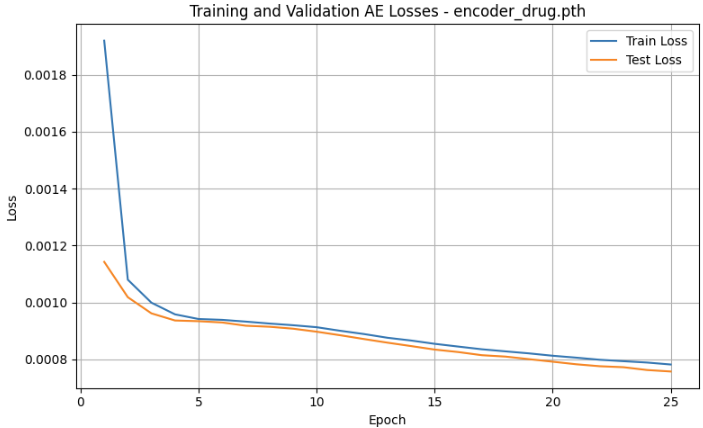 Training and Validation AE Losses - encoder_drug.pth
Train Loss
Test Loss
0.0018
0.0016
0.0014
0.0012
0.0010
0.0008
Loss
0
5
10
15
20
25
Epoch